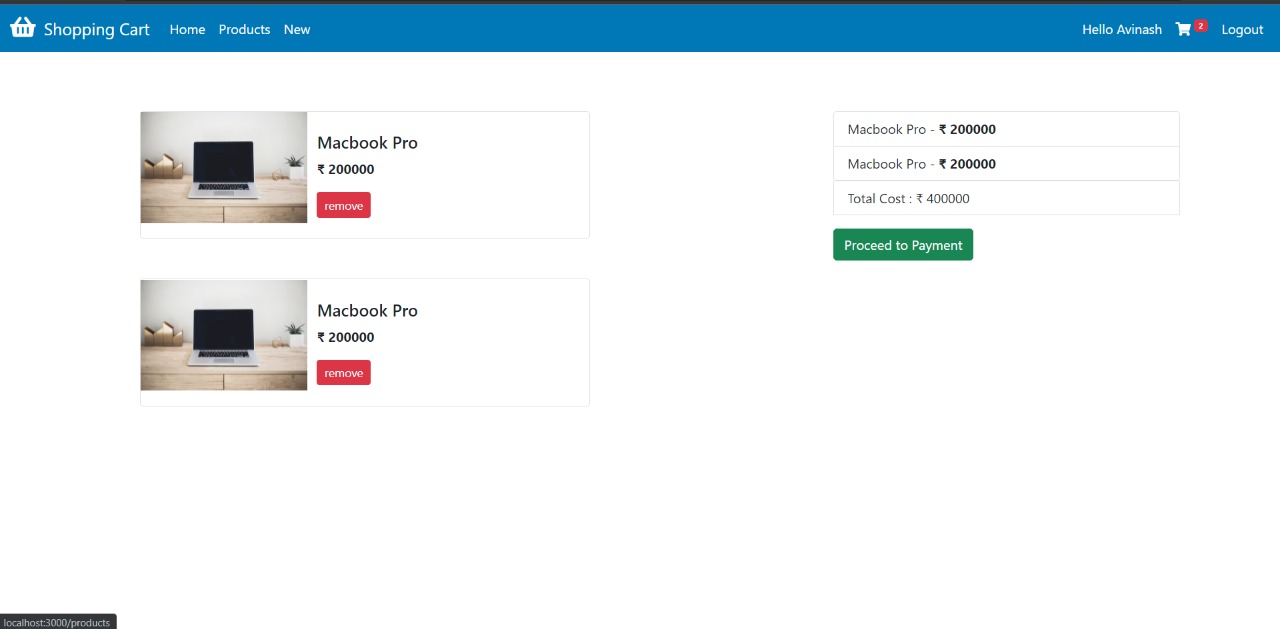 Shopping Cart Home Products New Hello Avinash 2 Logout
Macbook Pro
₹ 200000
remove
Macbook Pro
₹ 200000
remove
Macbook Pro - ₹ 200000
Macbook Pro - ₹ 200000
Total Cost : ₹ 400000
Proceed to Payment
localhost:3000/products